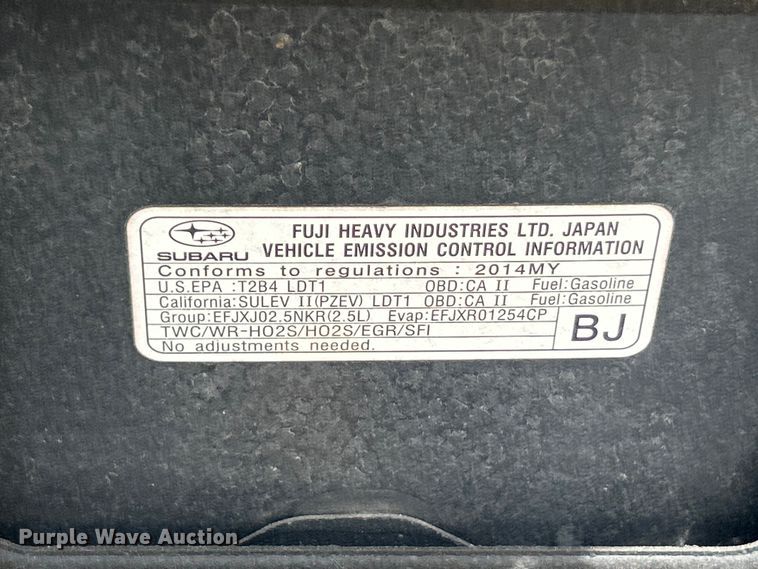 SUBARU
FUJI HEAVY INDUSTRIES LTD. JAPAN
VEHICLE EMISSION CONTROL INFORMATION
Conforms to regulations : 2014MY
U.S.EPA :T2B4 LDT1 OBD:CA II Fuel:Gasoline
California:SULEV II(PZEV) LDT1 OBD:CA II Fuel:Gasoline
Group:EFJXJ02.5NKR(2.5L) Evap:EFJXR01254CP
TWC/WR-HO2S/HO2S/EGR/SFI
No adjustments needed.
BJ
Purple Wave Auction